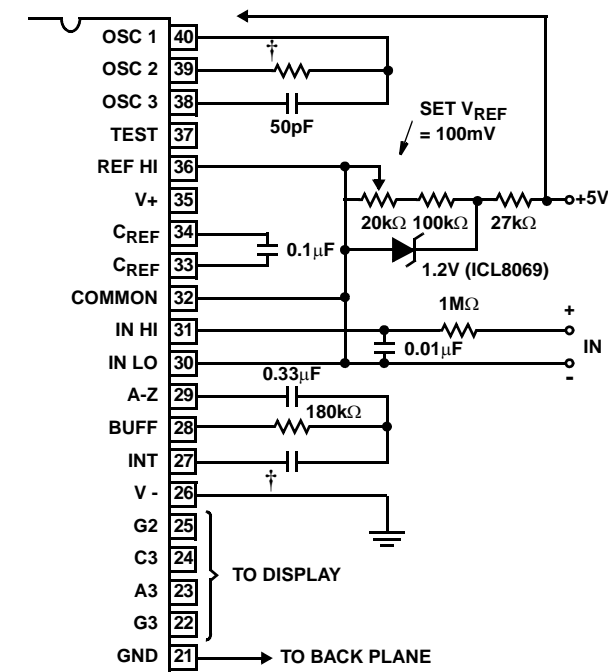 OSC 1 40
OSC 2 39 †
OSC 3 38
50pF
TEST 37
SET VREF
= 100mV
REF HI 36
V+ 35
20kΩ 100kΩ 27kΩ +5V
CREF 34
0.1µF
CREF 33
1.2V (ICL8069)
COMMON 32
1MΩ
IN HI 31 +
0.01µF IN
IN LO 30 -
0.33µF
A-Z 29
180kΩ
BUFF 28
INT 27
†
V - 26
G2 25
C3 24
TO DISPLAY
A3 23
G3 22
GND 21 TO BACK PLANE